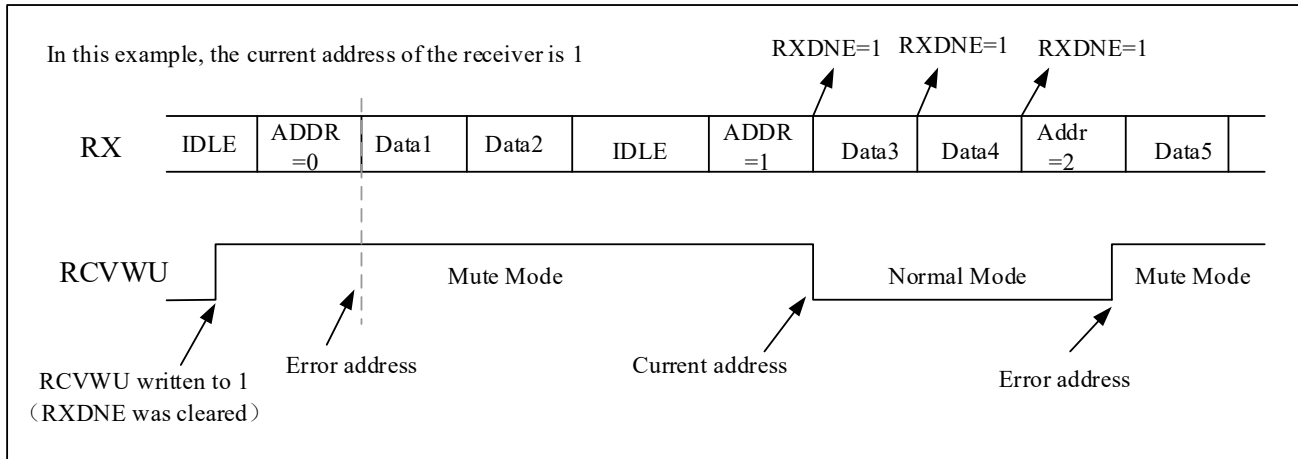 In this example, the current address of the receiver is 1
RXDNE=1 RXDNE=1 RXDNE=1
RX IDLE ADDR =0 Data1 Data2 IDLE ADDR =1 Data3 Data4 Addr =2 Data5
RCVWU Mute Mode Normal Mode Mute Mode
Error address Current address Error address
RCVWU written to 1
（RXDNE was cleared）